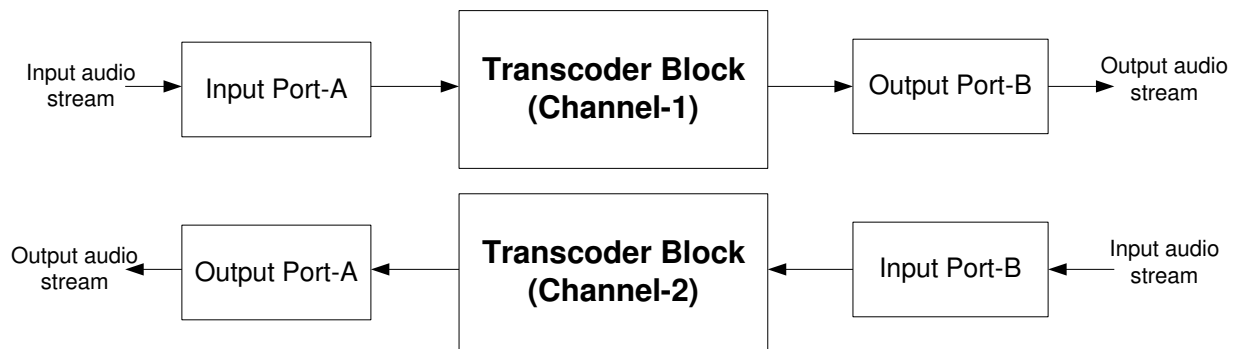 Input audio
stream
Input Port-A
Transcoder Block
(Channel-1)
Output Port-B
Output audio
stream
Output audio
stream
Output Port-A
Transcoder Block
(Channel-2)
Input Port-B
Input audio
stream